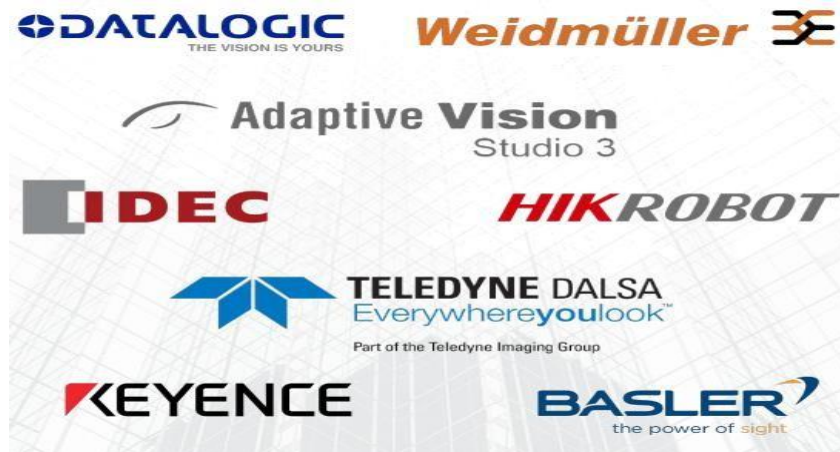 DATALOGIC
THE VISION IS YOURS
Weidmüller
Adaptive Vision
Studio 3
IDEC
HIKROBOT
TELEDYNE DALSA
Everywhereyoulook™
Part of the Teledyne Imaging Group
KEYENCE
BASLER
the power of sight